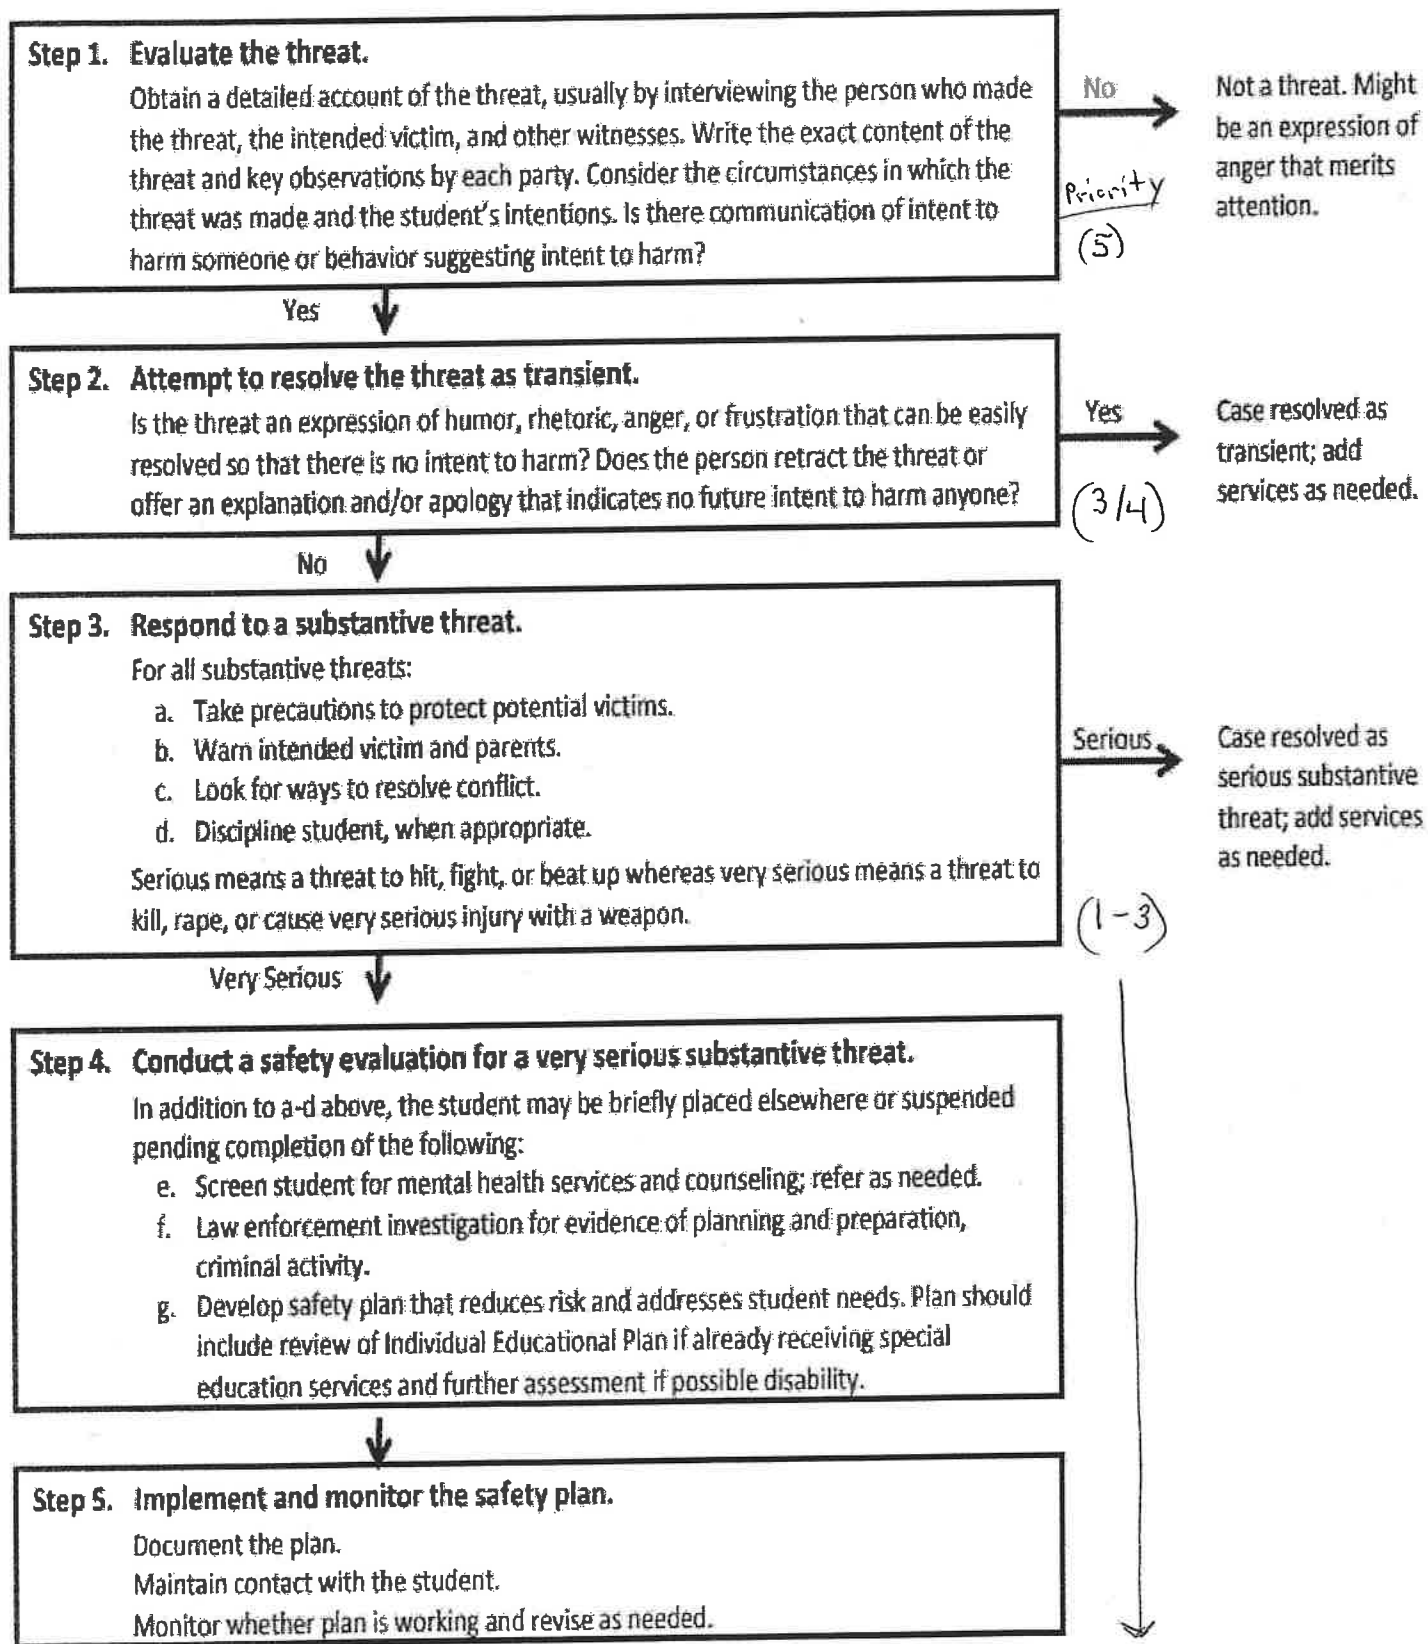 Step 1. Evaluate the threat.
Obtain a detailed account of the threat, usually by interviewing the person who made
the threat, the intended victim, and other witnesses. Write the exact content of the
threat and key observations by each party. Consider the circumstances in which the
threat was made and the student's intentions. Is there communication of intent to
harm someone or behavior suggesting intent to harm?
No
Priority
(5)
Not a threat. Might
be an expression of
anger that merits
attention.
Yes
Step 2. Attempt to resolve the threat as transient.
Is the threat an expression of humor, rhetoric, anger, or frustration that can be easily
resolved so that there is no intent to harm? Does the person retract the threat or
offer an explanation and/or apology that indicates no future intent to harm anyone?
Yes
(3/4)
Case resolved as
transient; add
services as needed.
No
Step 3. Respond to a substantive threat.
For all substantive threats:
a. Take precautions to protect potential victims.
b. Warn intended victim and parents.
c. Look for ways to resolve conflict.
d. Discipline student, when appropriate.
Serious means a threat to hit, fight, or beat up whereas very serious means a threat to
kill, rape, or cause very serious injury with a weapon.
Serious
(1-3)
Case resolved as
serious substantive
threat; add services
as needed.
Very Serious
Step 4. Conduct a safety evaluation for a very serious substantive threat.
In addition to a-d above, the student may be briefly placed elsewhere or suspended
pending completion of the following:
e. Screen student for mental health services and counseling; refer as needed.
f. Law enforcement investigation for evidence of planning and preparation,
criminal activity.
g. Develop safety plan that reduces risk and addresses student needs. Plan should
include review of Individual Educational Plan if already receiving special
education services and further assessment if possible disability.
Step 5. Implement and monitor the safety plan.
Document the plan.
Maintain contact with the student.
Monitor whether plan is working and revise as needed.